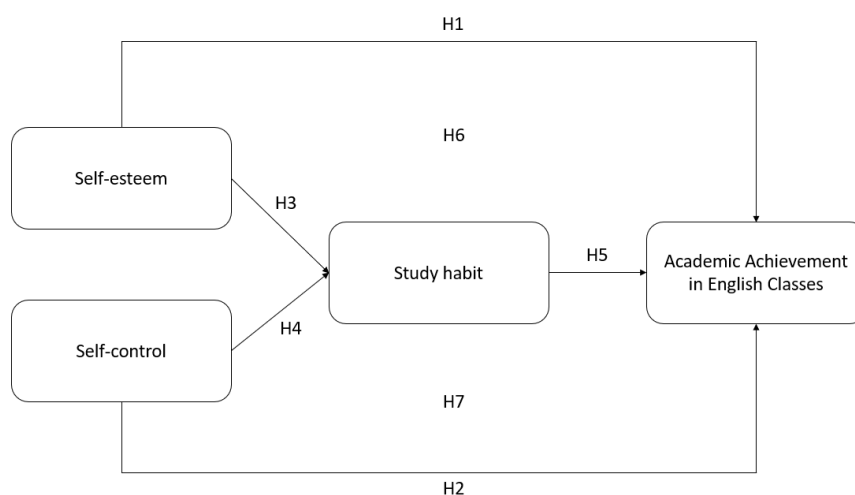 H1
H6
Self-esteem
H3
Study habit
H5
Academic Achievement
in English Classes
H4
Self-control
H7
H2